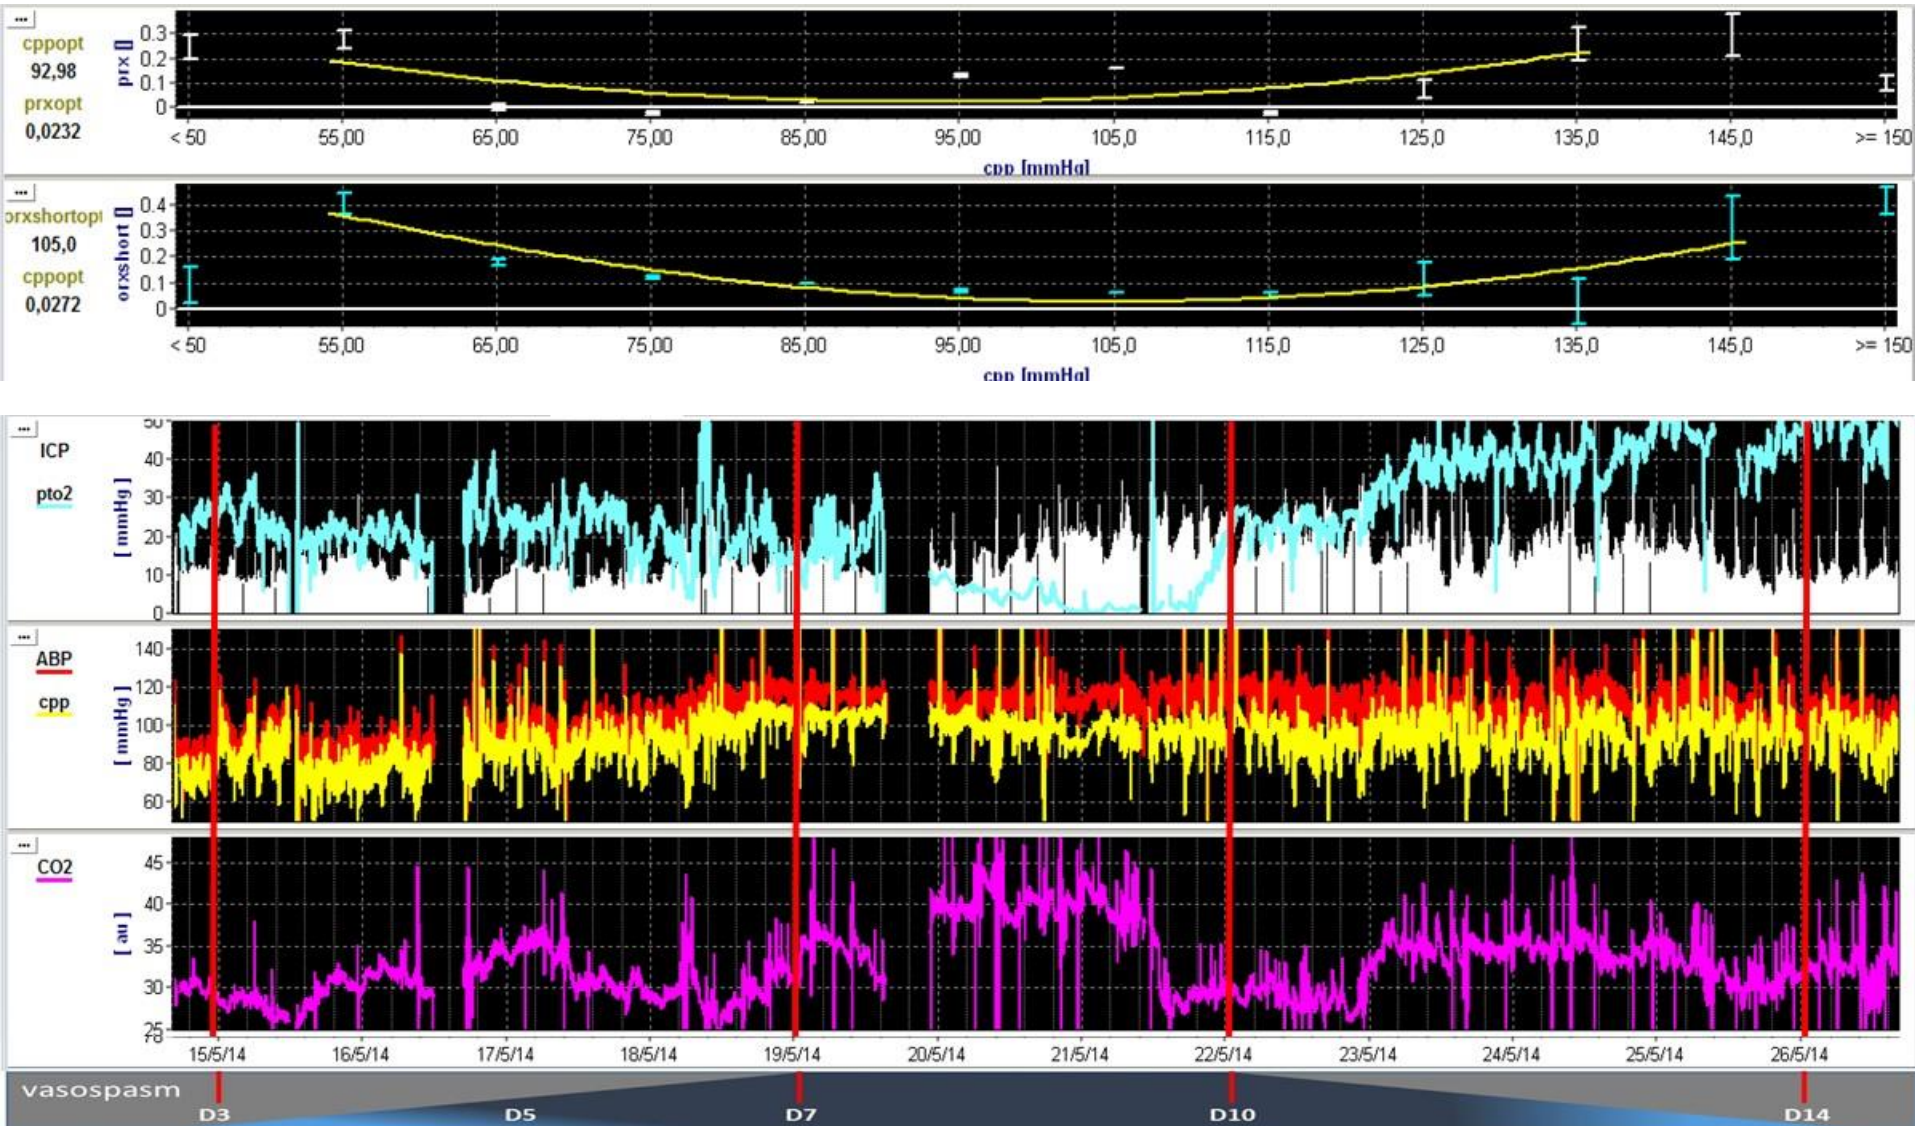 ...
cppopt
92,98
prxopt
0,0232
prx []
0.3
0.2
0.1
0
< 50 55,00 65,00 75,00 85,00 95,00 105,0 115,0 125,0 135,0 145,0 >= 150
cpp [mmHg]
...
orxshortopt
105,0
cppopt
0,0272
orxshort []
0.4
0.3
0.2
0.1
0
< 50 55,00 65,00 75,00 85,00 95,00 105,0 115,0 125,0 135,0 145,0 >= 150
cpp [mmHg]
...
ICP
pto2
[ mmHg ]
50
40
30
20
10
0
...
ABP
cpp
[ mmHg ]
140
120
100
80
60
...
CO2
[ au ]
45
40
35
30
25
15/5/14 16/5/14 17/5/14 18/5/14 19/5/14 20/5/14 21/5/14 22/5/14 23/5/14 24/5/14 25/5/14 26/5/14
vasospasm
D3 D5 D7 D10 D14